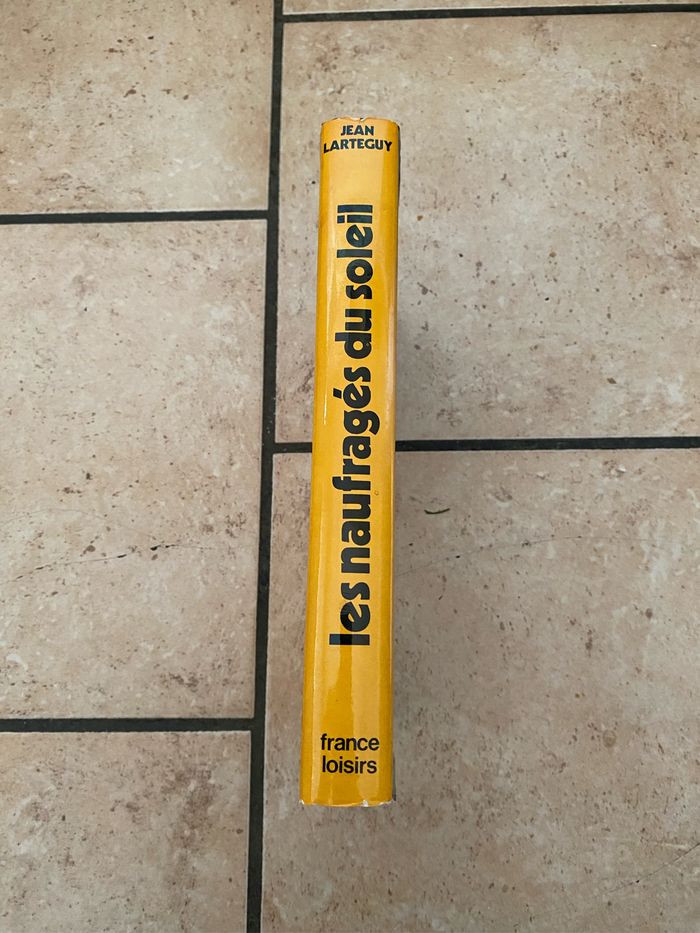 JEAN
LARTEGUY
les naufragés du soleil
france
loisirs